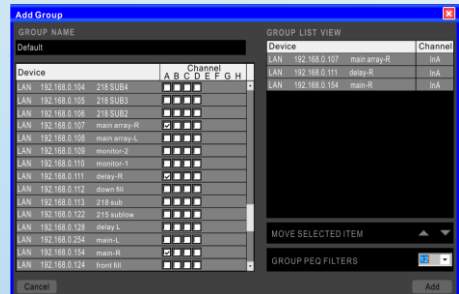 Add Group
GROUP NAME
Default
Device Channel
A B C D E F G H
LAN 192.168.0.104 218 SUB4
LAN 192.168.0.105 218 SUB3
LAN 192.168.0.106 218 SUB2
LAN 192.168.0.107 main array-R
LAN 192.168.0.108 main array-L
LAN 192.168.0.109 monitor-2
LAN 192.168.0.110 monitor-1
LAN 192.168.0.111 delay-R
LAN 192.168.0.112 down fill
LAN 192.168.0.113 218 sub
LAN 192.168.0.122 215 sublow
LAN 192.168.0.128 delay L
LAN 192.168.0.254 main-L
LAN 192.168.0.154 main-R
LAN 192.168.0.124 front fill
Cancel
GROUP LIST VIEW
Device Channel
LAN 192.168.0.107 main array-R InA
LAN 192.168.0.111 delay-R InA
LAN 192.168.0.154 main-R InA
MOVE SELECTED ITEM
GROUP PEQ FILTERS 12
Add